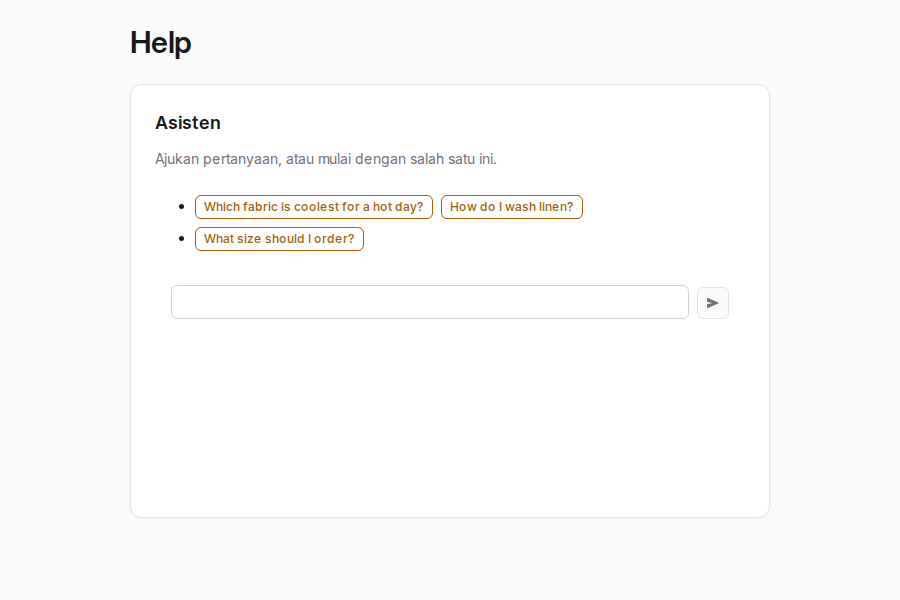 Help
Asisten
Ajukan pertanyaan, atau mulai dengan salah satu ini.
Which fabric is coolest for a hot day? How do I wash linen?
What size should I order?